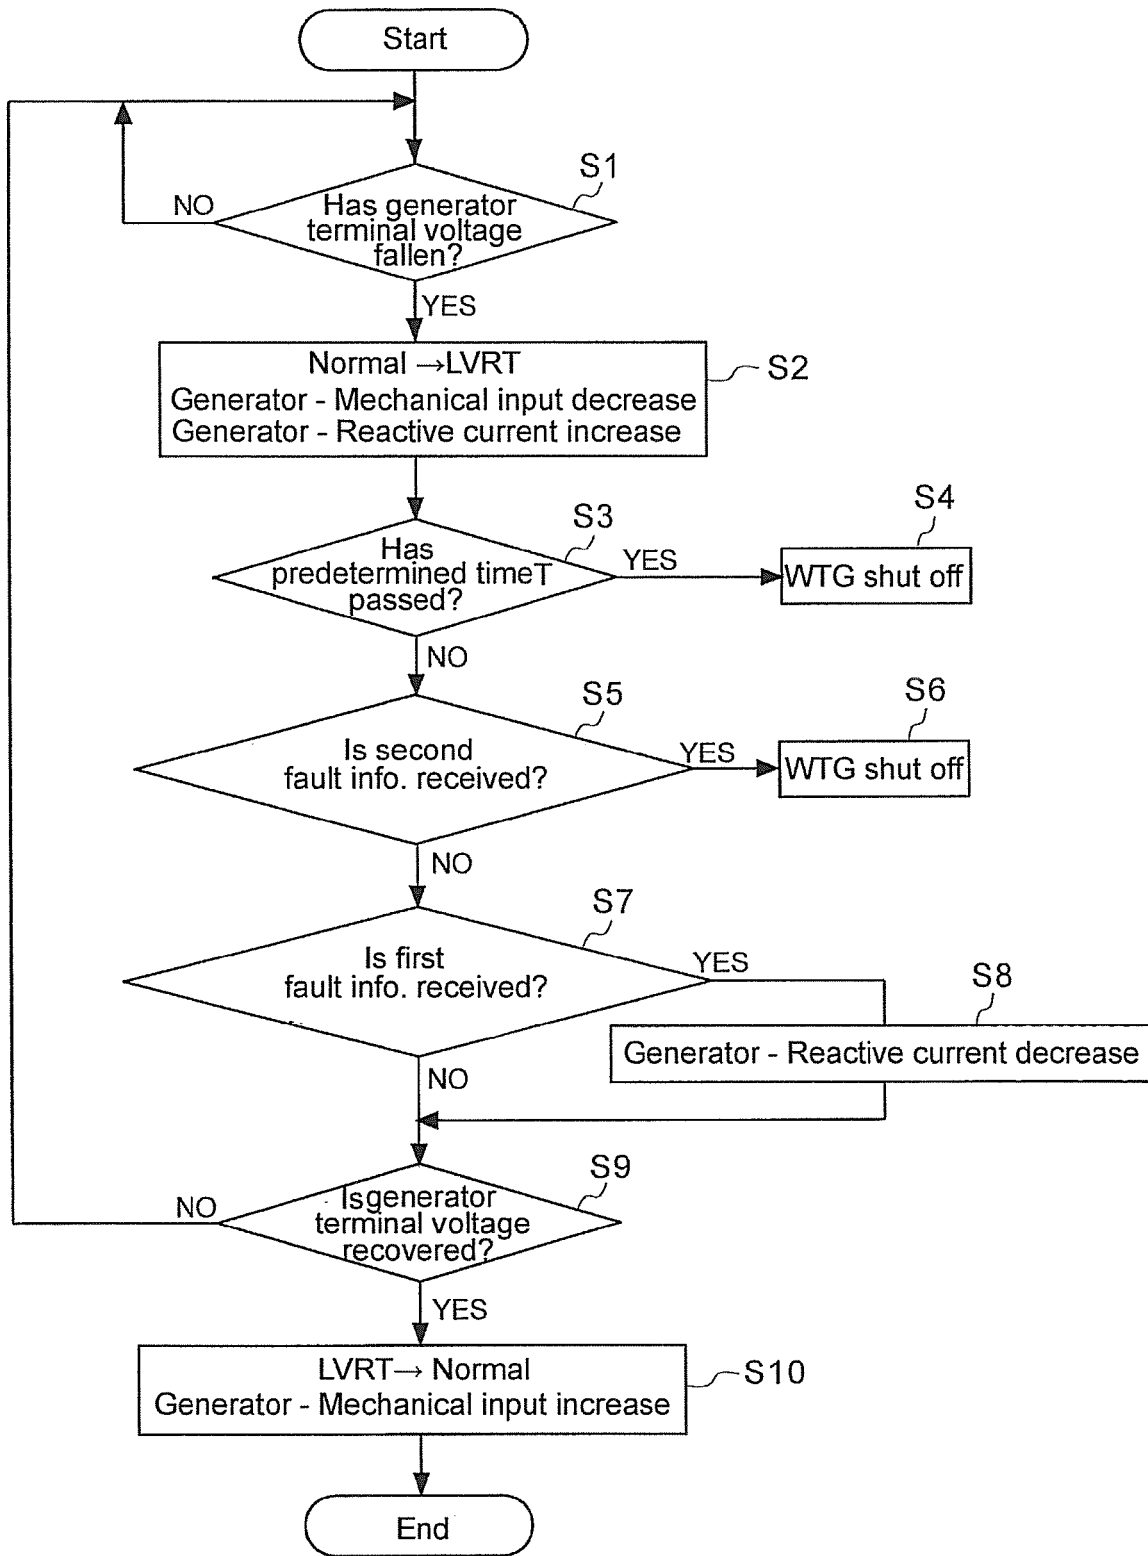 Start
S1
NO
Has generator
terminal voltage
fallen?
YES
Normal →LVRT
Generator - Mechanical input decrease
Generator - Reactive current increase
S2
S3
Has
predetermined timeT
passed?
YES
S4
WTG shut off
NO
S5
Is second
fault info. received?
YES
S6
WTG shut off
NO
S7
Is first
fault info. received?
YES
S8
Generator - Reactive current decrease
NO
S9
NO
Isgenerator
terminal voltage
recovered?
YES
LVRT→ Normal
Generator - Mechanical input increase
S10
End